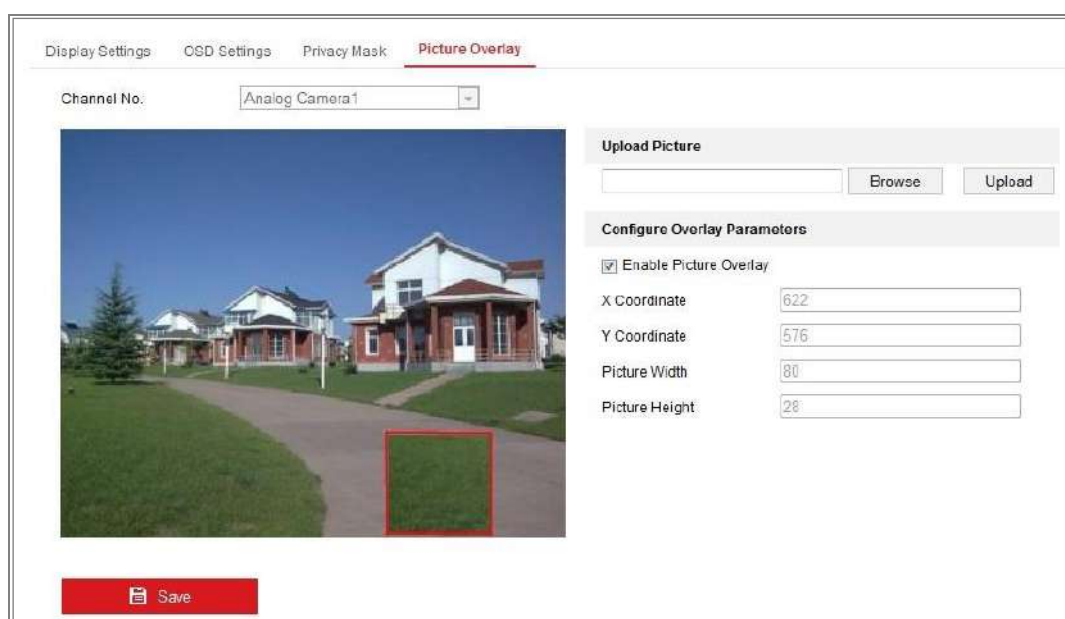 Display Settings OSD Settings Privacy Mask Picture Overlay
Channel No. Analog Camera1
Upload Picture
Browse Upload
Configure Overlay Parameters
Enable Picture Overlay
X Coordinate 622
Y Coordinate 576
Picture Width 80
Picture Height 28
Save